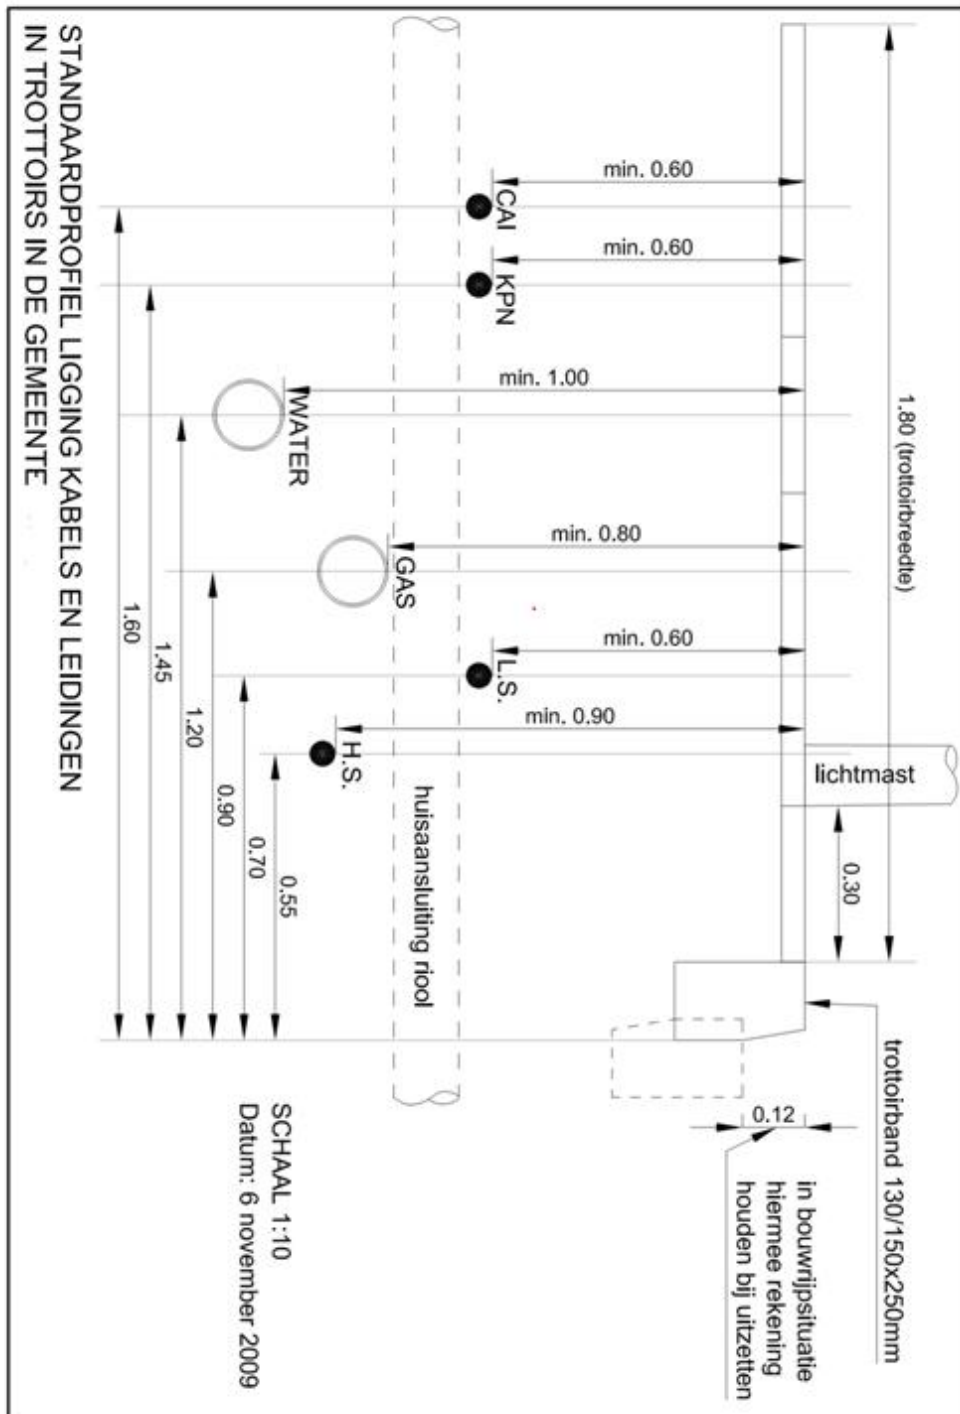 1.80 (trottoirbreedte)
0.30
lichtmast
trottoirband 130/150x250mm
0.12
in bouwrijpsituatie
hiermee rekening
houden bij uitzetten
min. 0.60
min. 0.60
min. 1.00
min. 0.80
min. 0.60
min. 0.90
CAI
KPN
WATER
GAS
L.S.
H.S.
huisaansluiting riool
0.55
0.70
0.90
1.20
1.45
1.60
STANDAARDPROFIEL LIGGING KABELS EN LEIDINGEN
IN TROTTOIRS IN DE GEMEENTE
SCHAAL 1:10
Datum: 6 november 2009